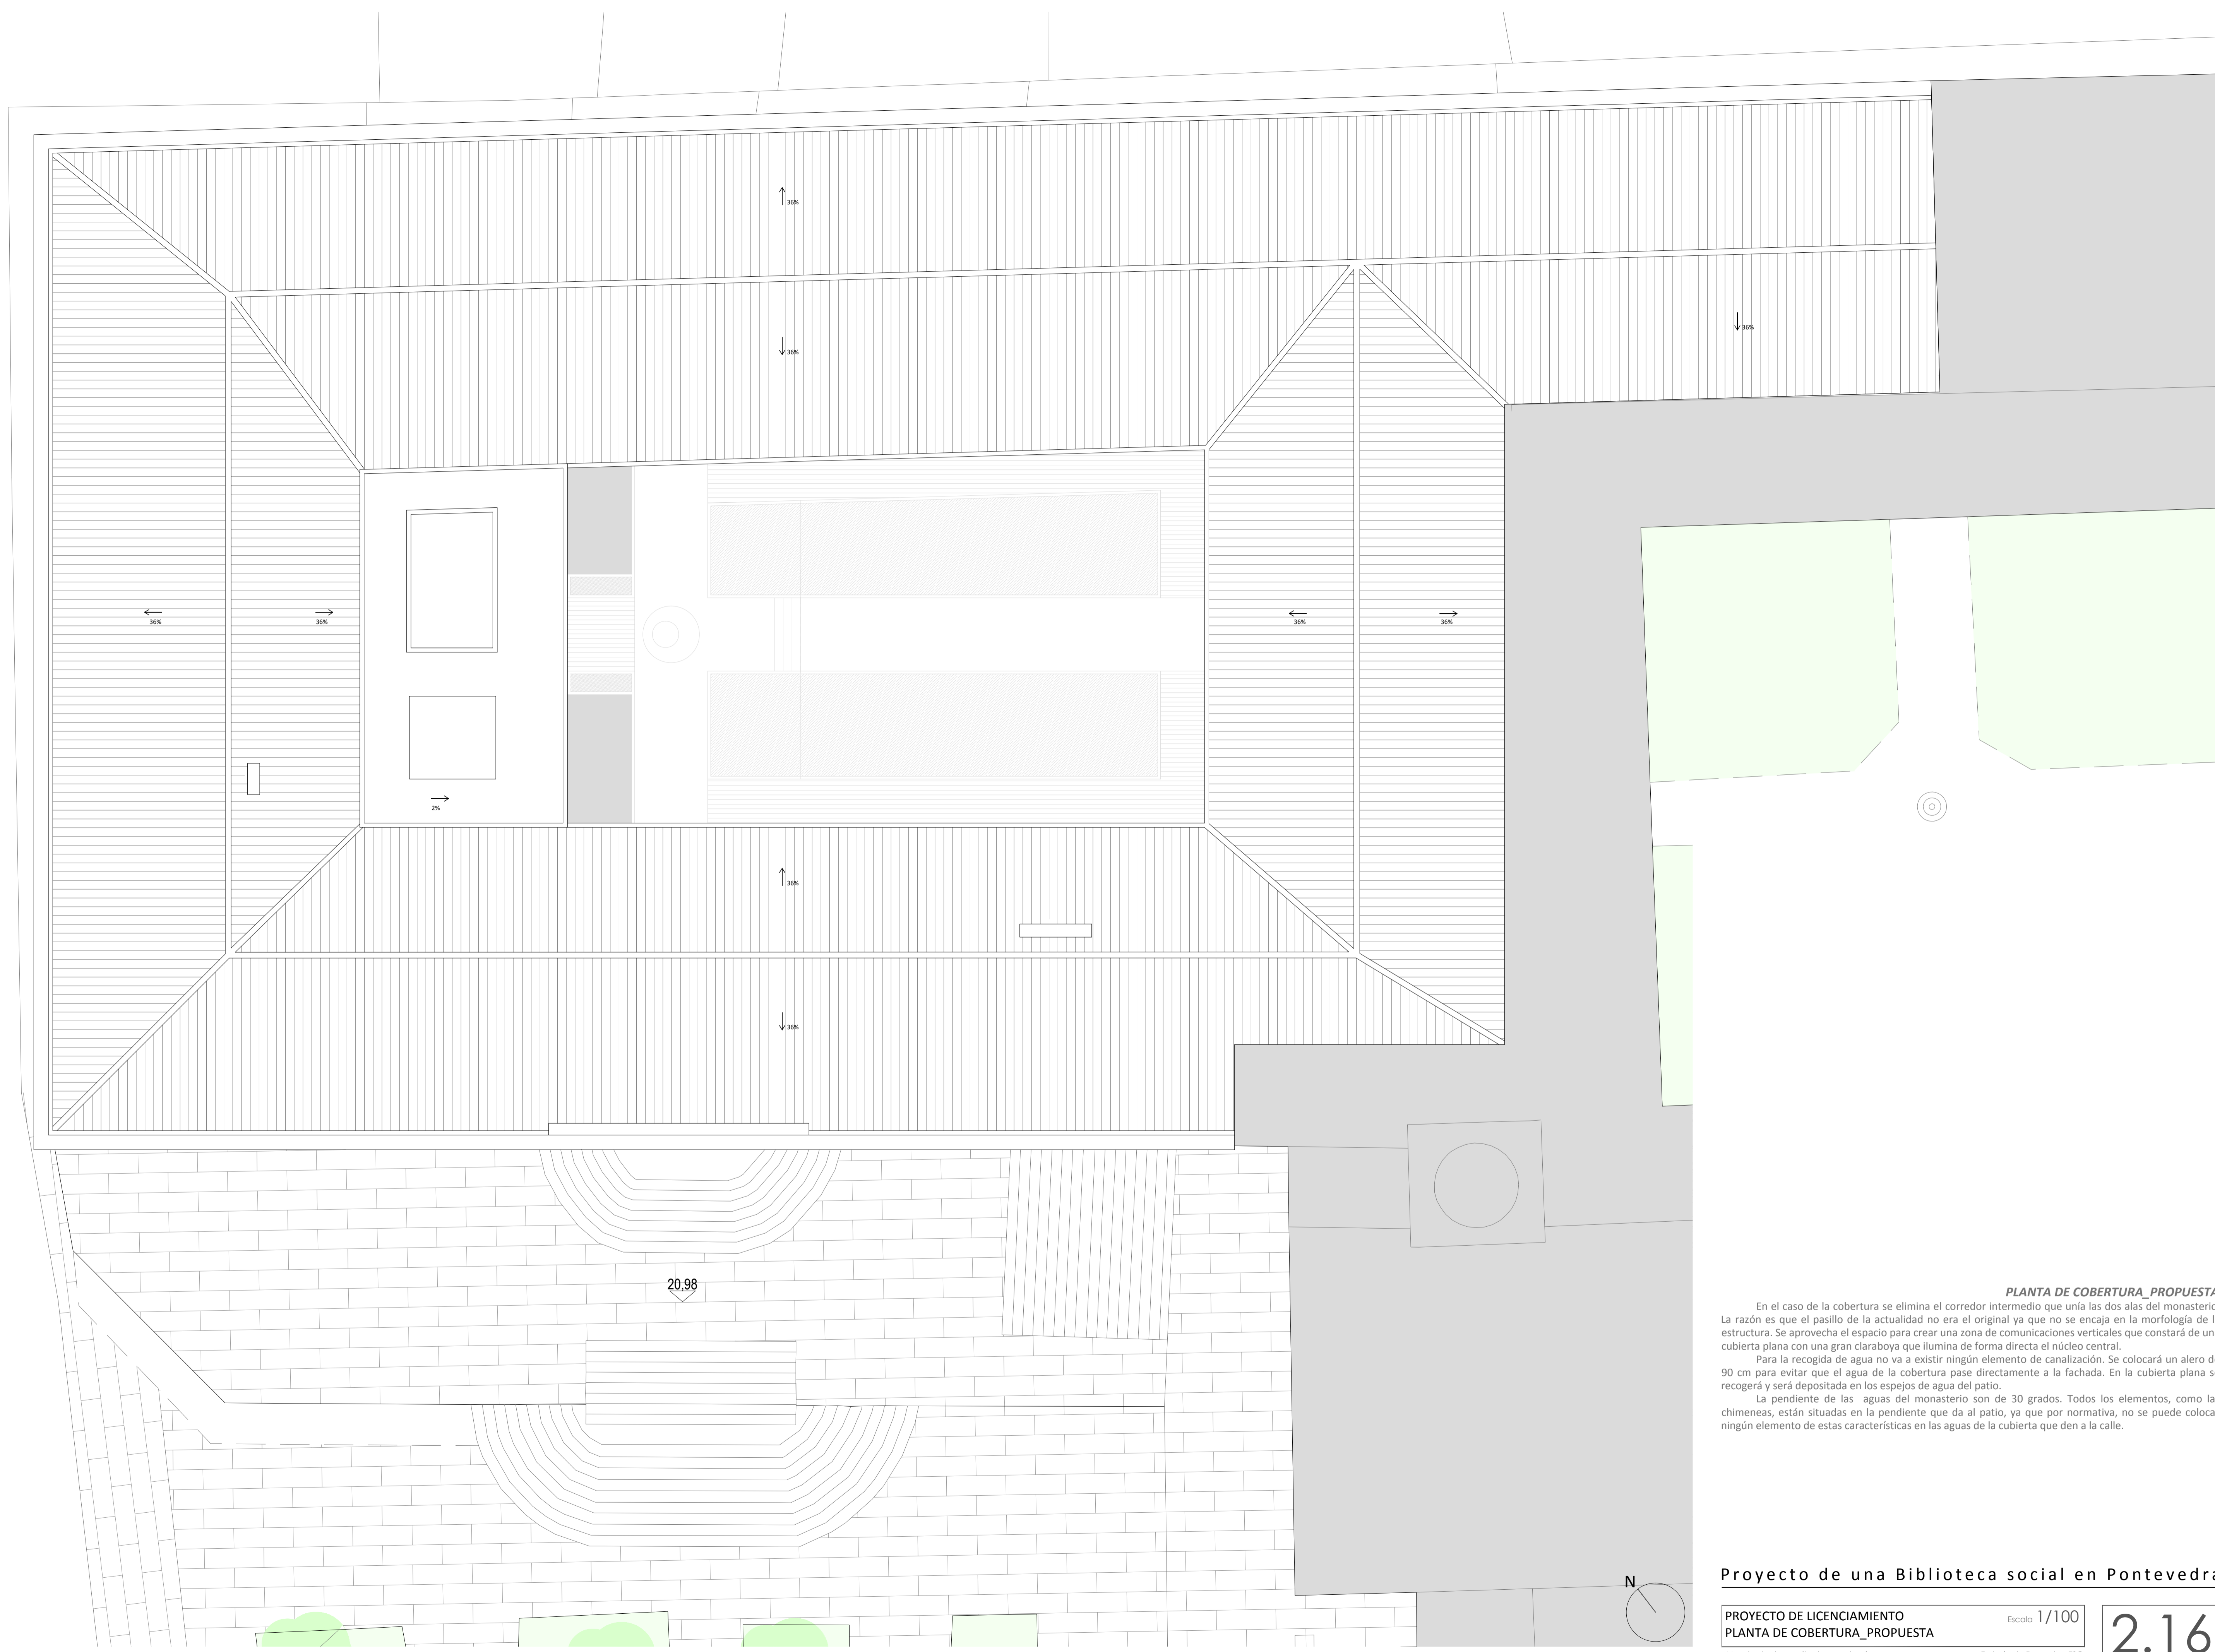 36%
36%
36%
36%
36%
36%
36%
2%
36%
36%
20,98
N
PLANTA DE COBERTURA_PROPUESTA
En el caso de la cobertura se elimina el corredor intermedio que unía las dos alas del monasterio
La razón es que el pasillo de la actualidad no era el original ya que no se encaja en la morfología de l
estructura. Se aprovecha el espacio para crear una zona de comunicaciones verticales que constará de un
cubierta plana con una gran claraboya que ilumina de forma directa el núcleo central.
Para la recogida de agua no va a existir ningún elemento de canalización. Se colocará un alero d
90 cm para evitar que el agua de la cobertura pase directamente a la fachada. En la cubierta plana s
recogerá y será depositada en los espejos de agua del patio.
La pendiente de las aguas del monasterio son de 30 grados. Todos los elementos, como la
chimeneas, están situadas en la pendiente que da al patio, ya que por normativa, no se puede coloca
ningún elemento de estas características en las aguas de la cubierta que den a la calle.
Proyecto de una Biblioteca social en Pontevedra
PROYECTO DE LICENCIAMIENTO Escala 1/100
PLANTA DE COBERTURA_PROPUESTA
2.16